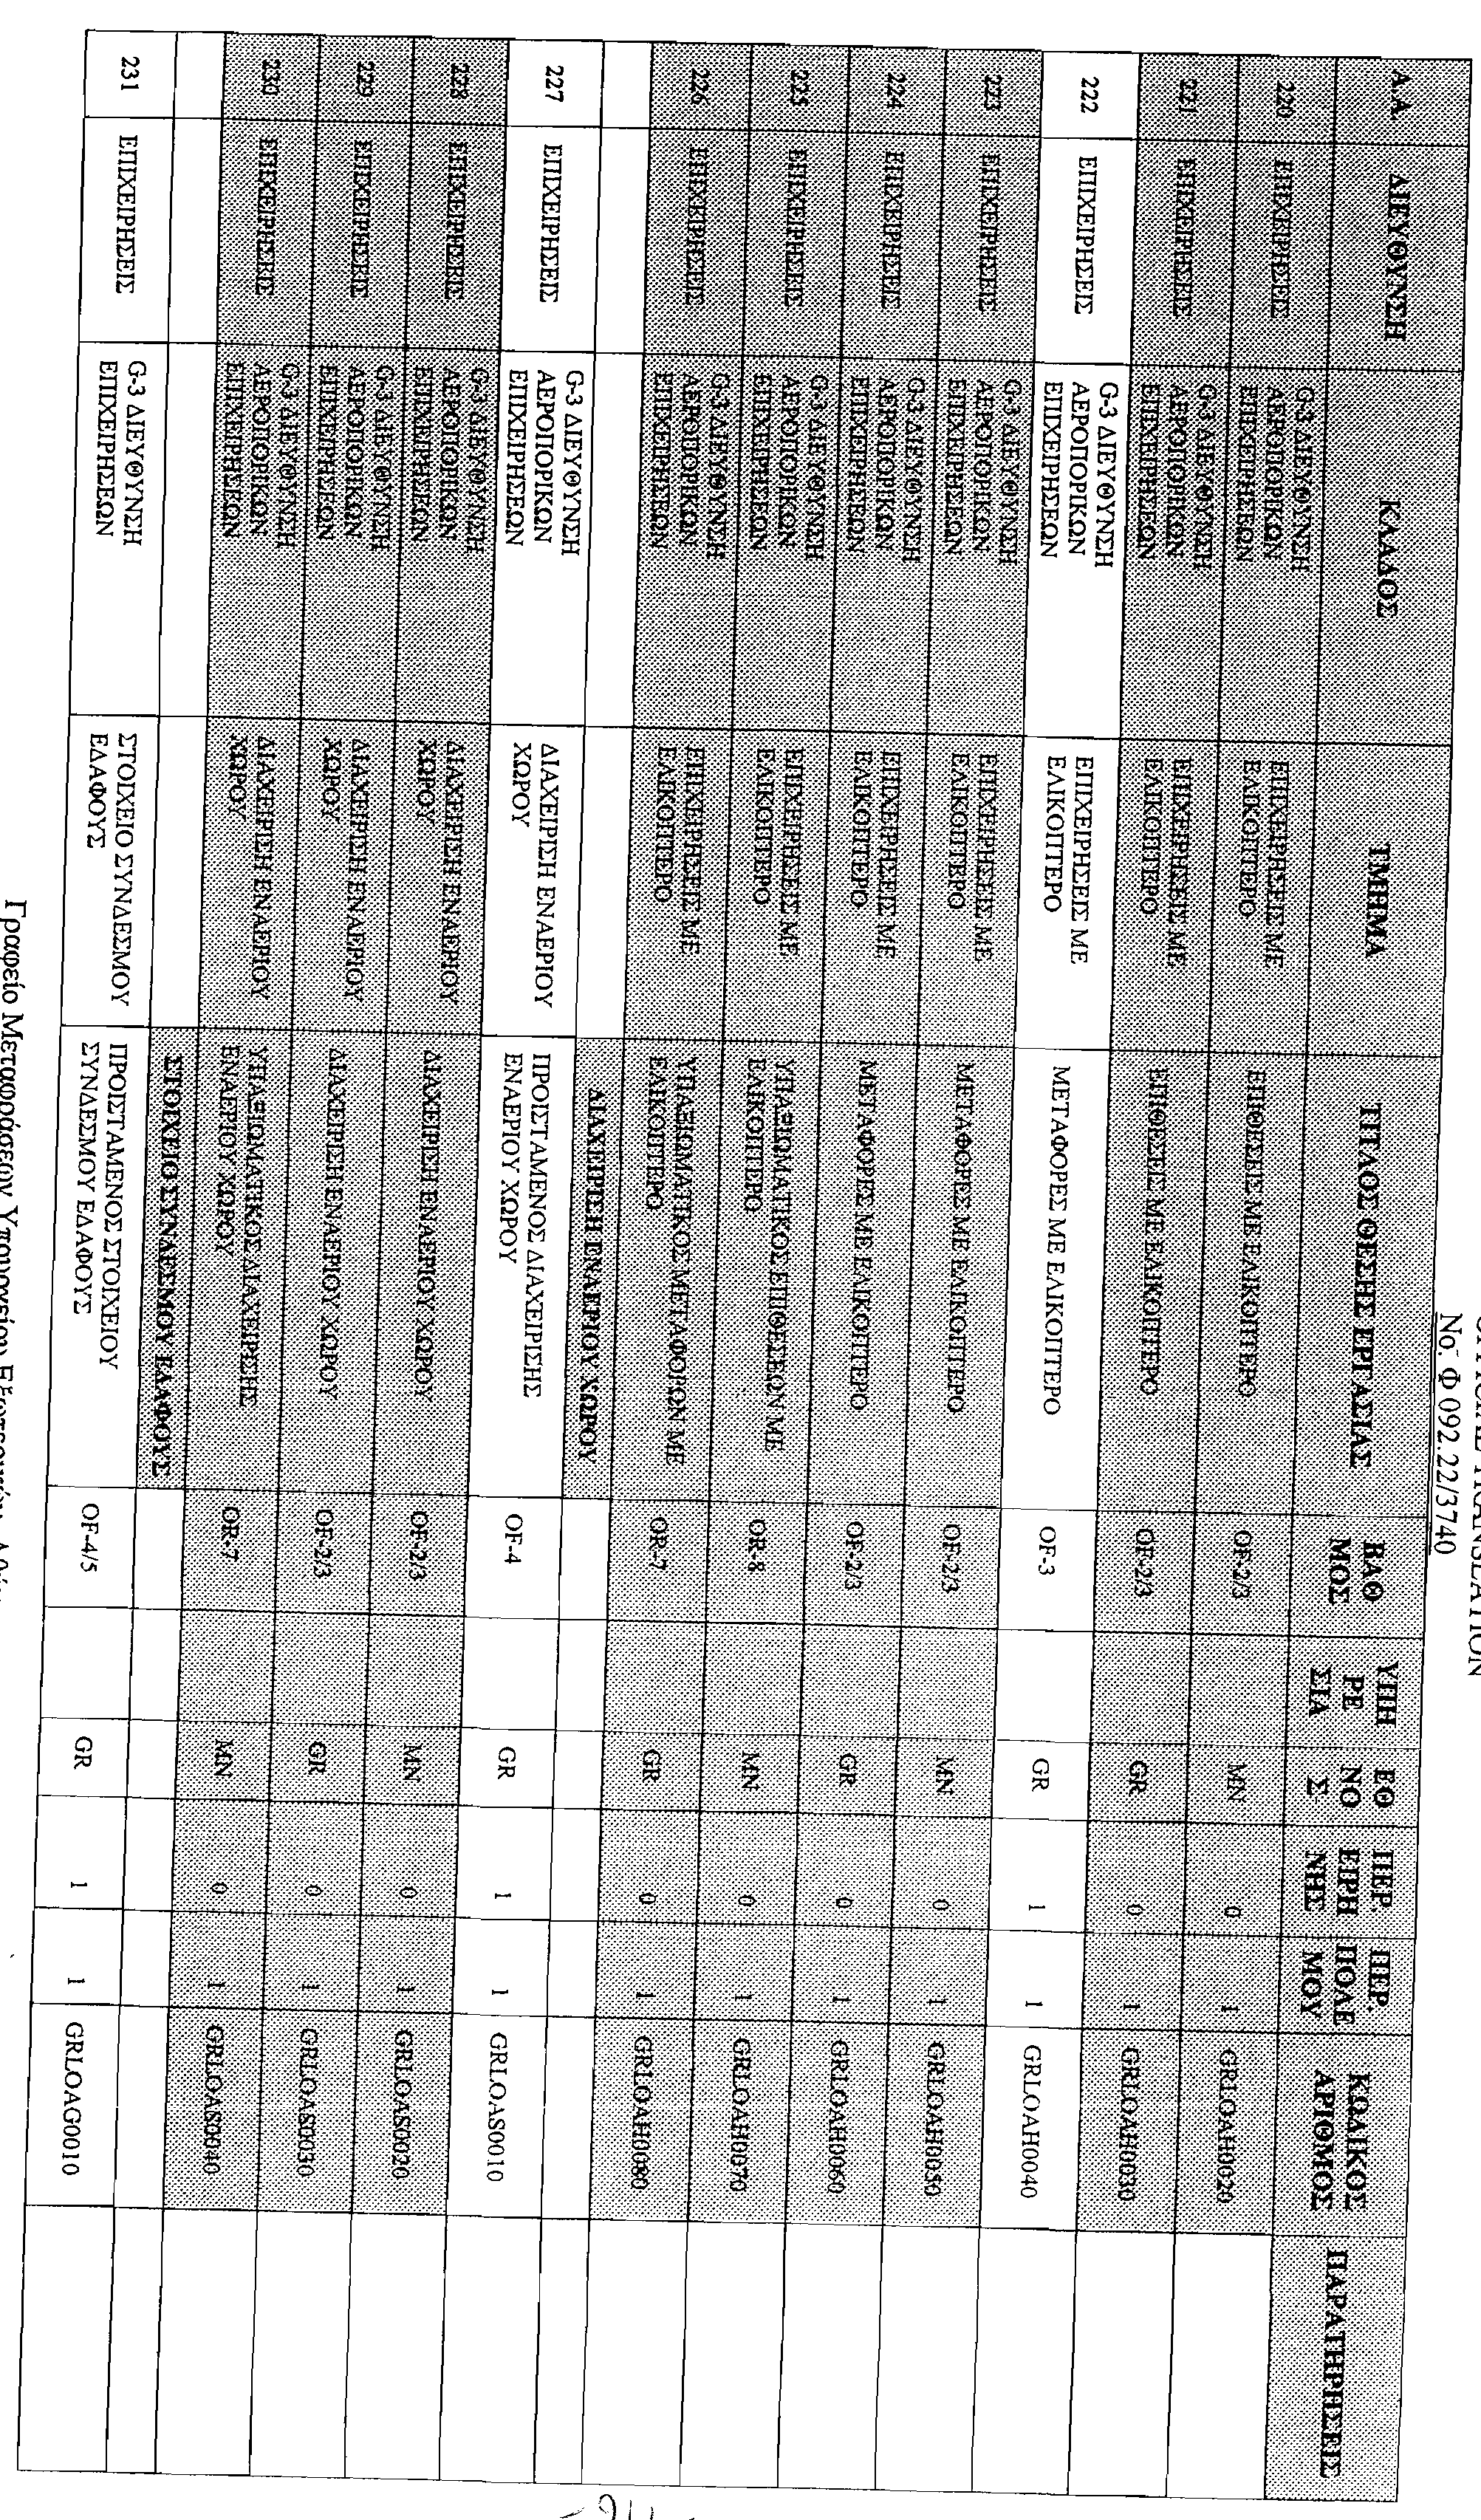 No. Φ 092.22/3740
Α.Α ΔΙΕΥΘΥΝΣΗ ΚΛΑΔΟΣ ΤΜΗΜΑ ΤΙΤΛΟΣ ΘΕΣΗΣ ΕΡΓΑΣΙΑΣ ΒΑΘ ΥΠΗ ΕΘ ΠΕΡ. ΠΕΡ. ΚΩΔΙΚΟΣ ΠΑΡΑΤΗΡΗΣΕΙΣ
ΜΟΣ ΡΕ ΝΟ ΕΙΡΗ ΠΟΛΕ ΑΡΙΘΜΟΣ
ΣΙΑ Σ ΝΗΣ ΜΟΥ
220 ΕΠΙΧΕΙΡΗΣΕΙΣ G-3 ΔΙΕΥΘΥΝΣΗ ΕΠΙΧΕΙΡΗΣΕΙΣ ΜΕ ΕΠΙΘΕΣΕΙΣ ΜΕ ΕΛΙΚΟΠΤΕΡΟ OF-2/3 MN 0 1 GRLOAH0020
ΑΕΡΟΠΟΡΙΚΩΝ ΕΛΙΚΟΠΤΕΡΟ
ΕΠΙΧΕΙΡΗΣΕΩΝ
221 ΕΠΙΧΕΙΡΗΣΕΙΣ G-3 ΔΙΕΥΘΥΝΣΗ ΕΠΙΧΕΙΡΗΣΕΙΣ ΜΕ ΕΠΙΘΕΣΕΙΣ ΜΕ ΕΛΙΚΟΠΤΕΡΟ OF-2/3 GR 0 1 GRLOAH0030
ΑΕΡΟΠΟΡΙΚΩΝ ΕΛΙΚΟΠΤΕΡΟ
ΕΠΙΧΕΙΡΗΣΕΩΝ
222 ΕΠΙΧΕΙΡΗΣΕΙΣ G-3 ΔΙΕΥΘΥΝΣΗ ΕΠΙΧΕΙΡΗΣΕΙΣ ΜΕ ΜΕΤΑΦΟΡΕΣ ΜΕ ΕΛΙΚΟΠΤΕΡΟ OF-3 GR 1 1 GRLOAH0040
ΑΕΡΟΠΟΡΙΚΩΝ ΕΛΙΚΟΠΤΕΡΟ
ΕΠΙΧΕΙΡΗΣΕΩΝ
223 ΕΠΙΧΕΙΡΗΣΕΙΣ G-3 ΔΙΕΥΘΥΝΣΗ ΕΠΙΧΕΙΡΗΣΕΙΣ ΜΕ ΜΕΤΑΦΟΡΕΣ ΜΕ ΕΛΙΚΟΠΤΕΡΟ OF-2/3 MN 0 1 GRLOAH0050
ΑΕΡΟΠΟΡΙΚΩΝ ΕΛΙΚΟΠΤΕΡΟ
ΕΠΙΧΕΙΡΗΣΕΩΝ
224 ΕΠΙΧΕΙΡΗΣΕΙΣ G-3 ΔΙΕΥΘΥΝΣΗ ΕΠΙΧΕΙΡΗΣΕΙΣ ΜΕ ΜΕΤΑΦΟΡΕΣ ΜΕ ΕΛΙΚΟΠΤΕΡΟ OF-2/3 GR 0 1 GRLOAH0060
ΑΕΡΟΠΟΡΙΚΩΝ ΕΛΙΚΟΠΤΕΡΟ
ΕΠΙΧΕΙΡΗΣΕΩΝ
225 ΕΠΙΧΕΙΡΗΣΕΙΣ G-3 ΔΙΕΥΘΥΝΣΗ ΕΠΙΧΕΙΡΗΣΕΙΣ ΜΕ ΥΠΑΞΙΩΜΑΤΙΚΟΣ ΕΠΙΘΕΣΕΩΝ ΜΕ OR-8 MN 0 1 GRLOAH0070
ΑΕΡΟΠΟΡΙΚΩΝ ΕΛΙΚΟΠΤΕΡΟ ΕΛΙΚΟΠΤΕΡΟ
ΕΠΙΧΕΙΡΗΣΕΩΝ
226 ΕΠΙΧΕΙΡΗΣΕΙΣ G-3 ΔΙΕΥΘΥΝΣΗ ΕΠΙΧΕΙΡΗΣΕΙΣ ΜΕ ΥΠΑΞΙΩΜΑΤΙΚΟΣ ΜΕΤΑΦΟΡΩΝ ΜΕ OR-7 GR 0 1 GRLOAH0080
ΑΕΡΟΠΟΡΙΚΩΝ ΕΛΙΚΟΠΤΕΡΟ ΕΛΙΚΟΠΤΕΡΟ
ΕΠΙΧΕΙΡΗΣΕΩΝ
ΔΙΑΧΕΙΡΙΣΗ ΕΝΑΕΡΙΟΥ ΧΩΡΟΥ
227 ΕΠΙΧΕΙΡΗΣΕΙΣ G-3 ΔΙΕΥΘΥΝΣΗ ΔΙΑΧΕΙΡΙΣΗ ΕΝΑΕΡΙΟΥ ΠΡΟΙΣΤΑΜΕΝΟΣ ΔΙΑΧΕΙΡΙΣΗΣ OF-4 GR 1 1 GRLOAS0010
ΑΕΡΟΠΟΡΙΚΩΝ ΧΩΡΟΥ ΕΝΑΕΡΙΟΥ ΧΩΡΟΥ
ΕΠΙΧΕΙΡΗΣΕΩΝ
228 ΕΠΙΧΕΙΡΗΣΕΙΣ G-3 ΔΙΕΥΘΥΝΣΗ ΔΙΑΧΕΙΡΙΣΗ ΕΝΑΕΡΙΟΥ ΔΙΑΧΕΙΡΙΣΗ ΕΝΑΕΡΙΟΥ ΧΩΡΟΥ OF-2/3 MN 0 1 GRLOAS0020
ΑΕΡΟΠΟΡΙΚΩΝ ΧΩΡΟΥ
ΕΠΙΧΕΙΡΗΣΕΩΝ
229 ΕΠΙΧΕΙΡΗΣΕΙΣ G-3 ΔΙΕΥΘΥΝΣΗ ΔΙΑΧΕΙΡΙΣΗ ΕΝΑΕΡΙΟΥ ΔΙΑΧΕΙΡΙΣΗ ΕΝΑΕΡΙΟΥ ΧΩΡΟΥ OF-2/3 GR 0 1 GRLOAS0030
ΑΕΡΟΠΟΡΙΚΩΝ ΧΩΡΟΥ
ΕΠΙΧΕΙΡΗΣΕΩΝ
230 ΕΠΙΧΕΙΡΗΣΕΙΣ G-3 ΔΙΕΥΘΥΝΣΗ ΔΙΑΧΕΙΡΙΣΗ ΕΝΑΕΡΙΟΥ ΥΠΑΞΙΩΜΑΤΙΚΟΣ ΔΙΑΧΕΙΡΙΣΗΣ OR-7 MN 0 1 GRLOAS0040
ΑΕΡΟΠΟΡΙΚΩΝ ΧΩΡΟΥ ΕΝΑΕΡΙΟΥ ΧΩΡΟΥ
ΕΠΙΧΕΙΡΗΣΕΩΝ
ΣΤΟΙΧΕΙΟ ΣΥΝΔΕΣΜΟΥ ΕΔΑΦΟΥΣ
231 ΕΠΙΧΕΙΡΗΣΕΙΣ G-3 ΔΙΕΥΘΥΝΣΗ ΣΤΟΙΧΕΙΟ ΣΥΝΔΕΣΜΟΥ ΠΡΟΙΣΤΑΜΕΝΟΣ ΣΤΟΙΧΕΙΟΥ OF-4/5 GR 1 1 GRLOAG0010
ΕΠΙΧΕΙΡΗΣΕΩΝ ΕΔΑΦΟΥΣ ΣΥΝΔΕΣΜΟΥ ΕΔΑΦΟΥΣ
Γραφείο Μεταφράσεων Υπουργείου